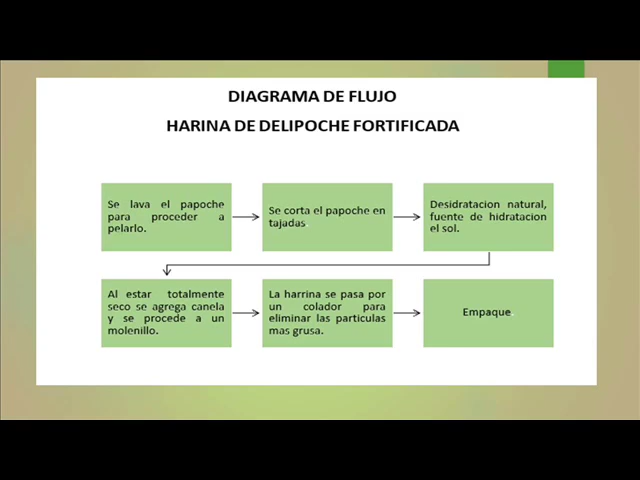 DIAGRAMA DE FLUJO
HARINA DE DELIPOCHE FORTIFICADA
Se lava el papoche
para proceder a
pelarlo.
Se corta el papoche en
tajadas
Desidratacion natural,
fuente de hidratacion
el sol.
Al estar totalmente
seco se agrega canela
y se procede a un
molenillo.
La harrina se pasa por
un colador para
eliminar las particulas
mas grusa.
Empaque.